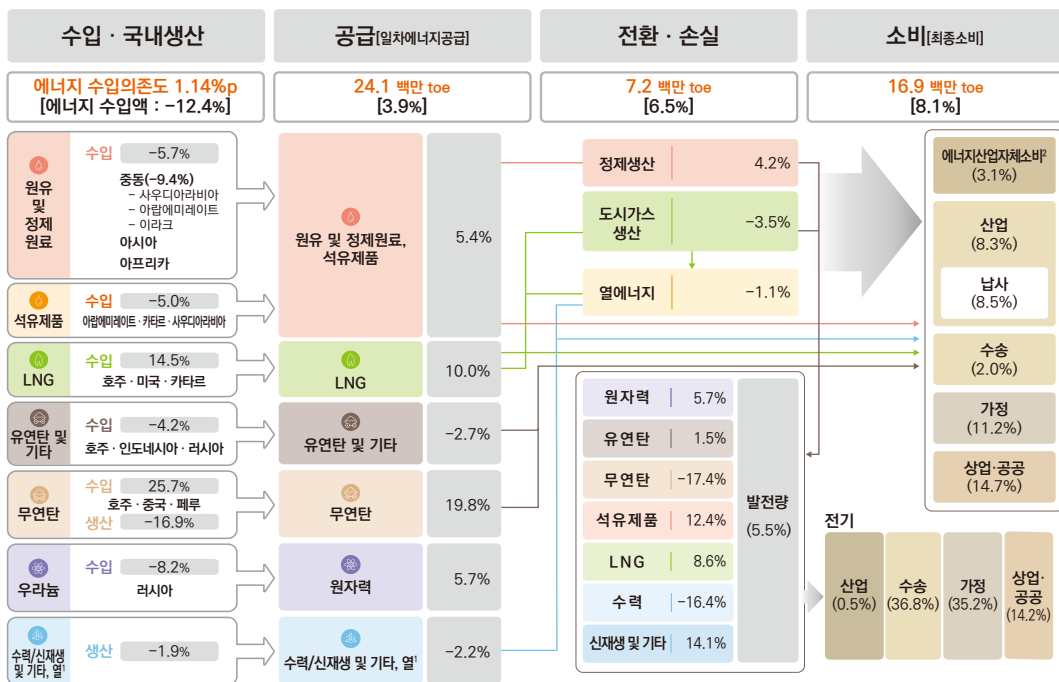 수입 · 국내생산
공급[일차에너지공급]
전환 · 손실
소비[최종소비]
에너지 수입의존도 1.14%p
[에너지 수입액 : -12.4%]
24.1 백만 toe
[3.9%]
7.2 백만 toe
[6.5%]
16.9 백만 toe
[8.1%]
원유
및
정제
원료
수입 -5.7%
중동(-9.4%)
- 사우디아라비아
- 아랍에미레이트
- 이라크
아시아
아프리카
석유제품
수입 -5.0%
아랍에미레이트 · 카타르 · 사우디아라비아
LNG
수입 14.5%
호주 · 미국 · 카타르
유연탄 및
기타
수입 -4.2%
호주 · 인도네시아 · 러시아
무연탄
수입 25.7%
호주 · 중국 · 페루
생산 -16.9%
우라늄
수입 -8.2%
러시아
수력/신재생
및 기타, 열¹
생산 -1.9%
원유 및 정제원료,
석유제품
5.4%
LNG
10.0%
유연탄 및 기타
-2.7%
무연탄
19.8%
원자력
5.7%
수력/신재생 및 기타, 열¹
-2.2%
정제생산 4.2%
도시가스
생산
-3.5%
열에너지 -1.1%
원자력 5.7%
유연탄 1.5%
무연탄 -17.4%
석유제품 12.4%
LNG 8.6%
수력 -16.4%
신재생 및 기타 14.1%
발전량
(5.5%)
에너지산업자체소비²
(3.1%)
산업
(8.3%)
납사
(8.5%)
수송
(2.0%)
가정
(11.2%)
상업·공공
(14.7%)
전기
산업
(0.5%)
수송
(36.8%)
가정
(35.2%)
상업·
공공
(14.2%)